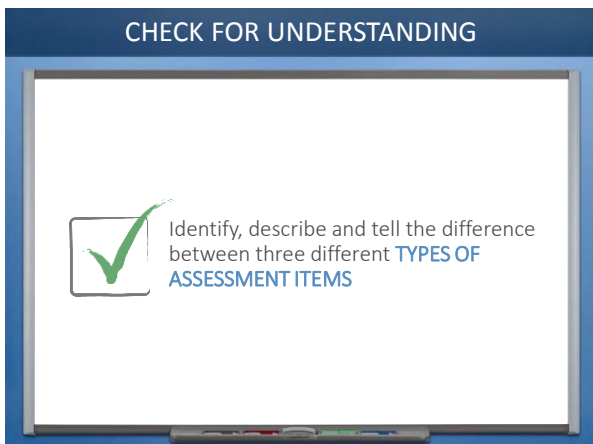 CHECK FOR UNDERSTANDING
Identify, describe and tell the difference
between three different TYPES OF
ASSESSMENT ITEMS